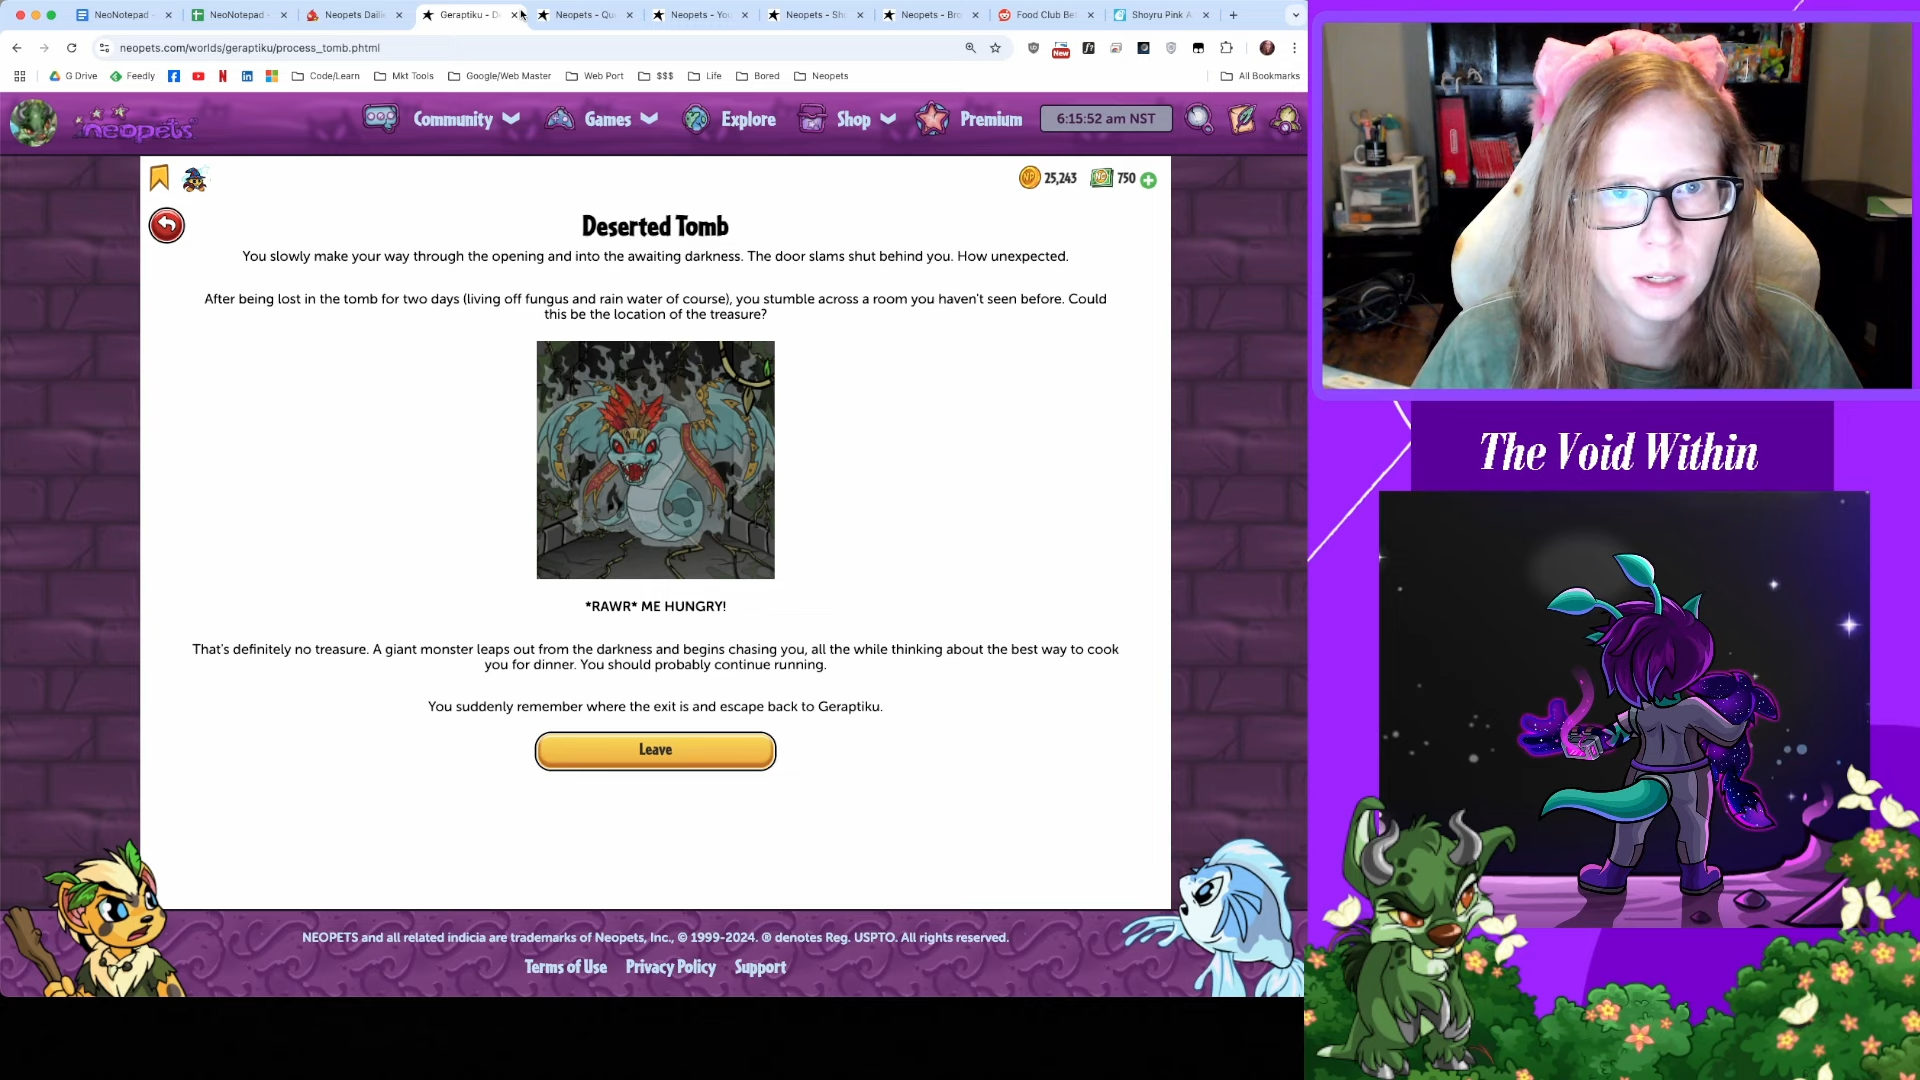 NeoNotepad -
NeoNotepad -
Neopets Daili
Geraptiku - D
Neopets - Qu
Neopets - You
Neopets - Sh
Neopets - Bro
Food Club Be
Shoyru Pink A
neopets.com/worlds/geraptiku/process_tomb.phtml
New
G Drive
Feedly
Code/Learn
Mkt Tools
Google/Web Master
Web Port
$$$
Life
Bored
Neopets
All Bookmarks
neopets
Community
Games
Explore
Shop
Premium
6:15:52 am NST
NP
25,243
NC
750
Deserted Tomb
You slowly make your way through the opening and into the awaiting darkness. The door slams shut behind you. How unexpected.
After being lost in the tomb for two days (living off fungus and rain water of course), you stumble across a room you haven't seen before. Could
this be the location of the treasure?
*RAWR* ME HUNGRY!
That's definitely no treasure. A giant monster leaps out from the darkness and begins chasing you, all the while thinking about the best way to cook
you for dinner. You should probably continue running.
You suddenly remember where the exit is and escape back to Geraptiku.
Leave
NEOPETS and all related indicia are trademarks of Neopets, Inc., © 1999-2024. ® denotes Reg. USPTO. All rights reserved.
Terms of Use
Privacy Policy
Support
The Void Within